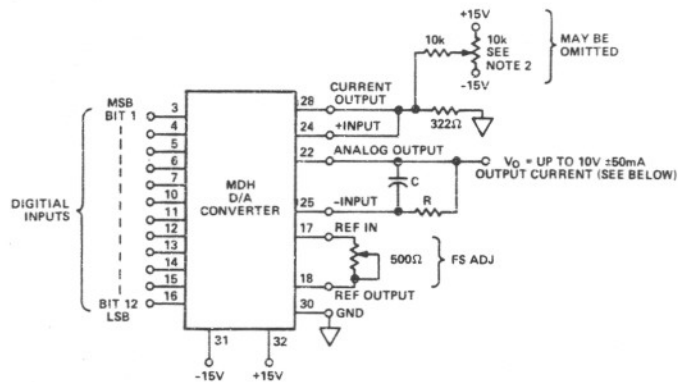 +15V
10k
10k
SEE
NOTE 2
-15V
MAY BE
OMITTED
MSB
BIT 1
3
4
5
6
7
10
11
12
13
14
15
16
BIT 12
LSB
DIGITIAL
INPUTS
MDH
D/A
CONVERTER
28
CURRENT
OUTPUT
24
+INPUT
322Ω
22
ANALOG OUTPUT
C
R
VO = UP TO 10V ±50mA
OUTPUT CURRENT (SEE BELOW)
25
-INPUT
17
REF IN
500Ω
FS ADJ
18
REF OUTPUT
30
GND
31
32
-15V
+15V